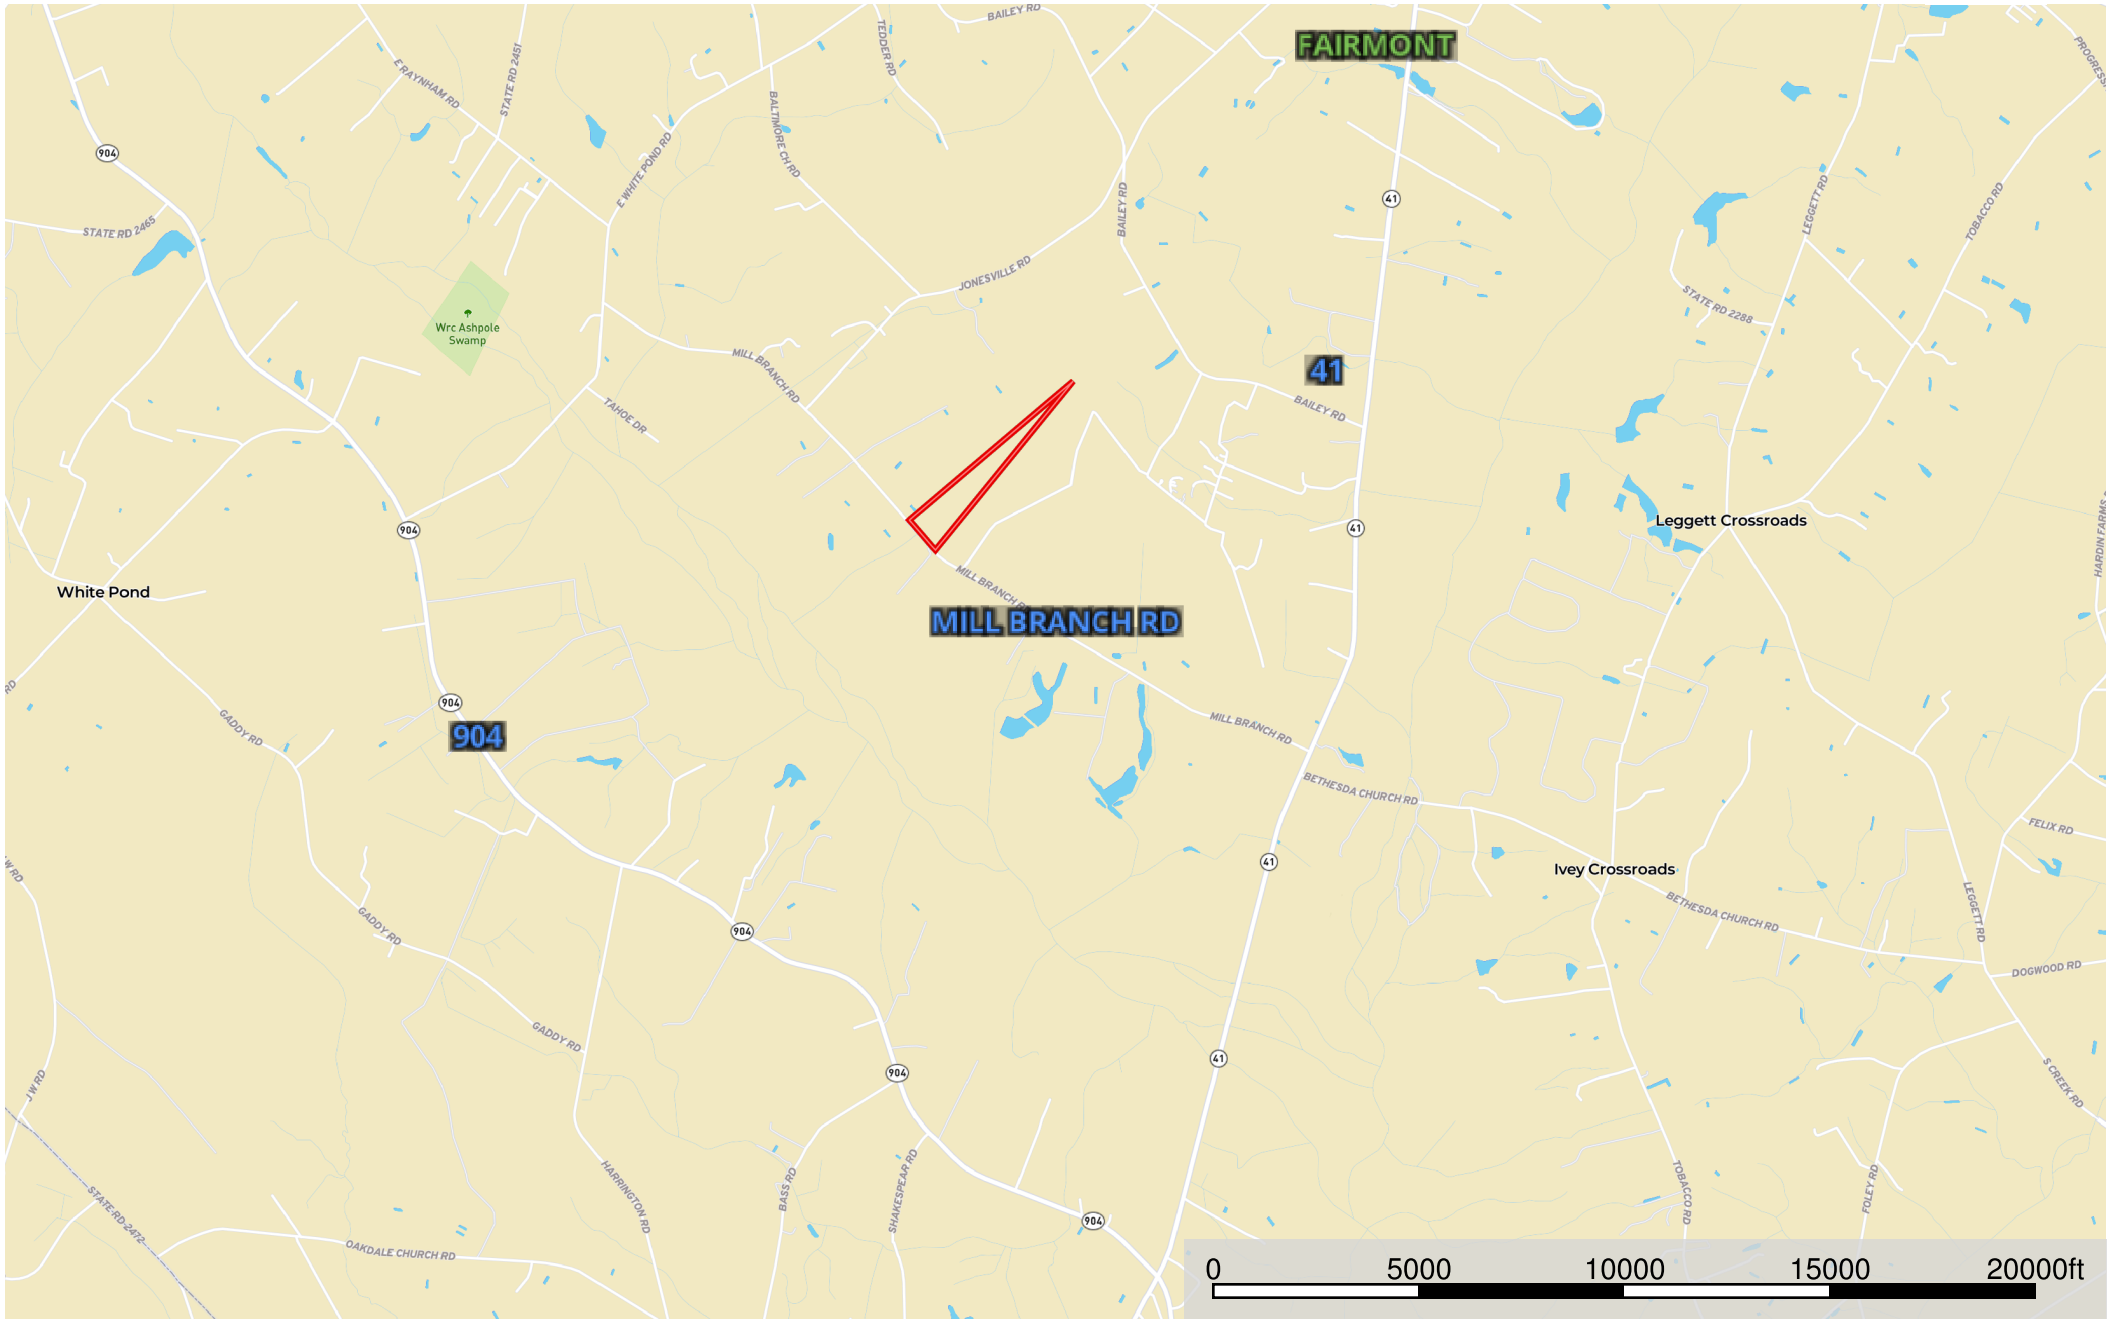 BAILEY RD
FAIRMONT
TEDDER RD
STATE RD 2451
E RAYNHAM RD
BALTIMORE CH RD
E WHITE POND RD
904
41
BAILEY RD
LEGGETT RD
TOBACCO RD
STATE RD 2465
JONESVILLE RD
STATE RD 2288
Wrc Ashpole
Swamp
MILL BRANCH RD
41
TAHOE DR
BAILEY RD
904
41
Leggett Crossroads
HARDIN FARMS
White Pond
MILL BRANCH RD
MILL BRANCH RD
RD
904
904
GADDY RD
MILL BRANCH RD
BETHESDA CHURCH RD
FELIX RD
41
Ivey Crossroads
W RD
GADDY RD
904
BETHESDA CHURCH RD
LEGGETT RD
DOGWOOD RD
GADDY RD
41
904
J W RD
S CREEK RD
HARRINGTON RD
BASS RD
SHAKESPEAR RD
TOBACCO RD
FOLEY RD
STATE RD 2472
904
OAKDALE CHURCH RD
0 5000 10000 15000 20000ft